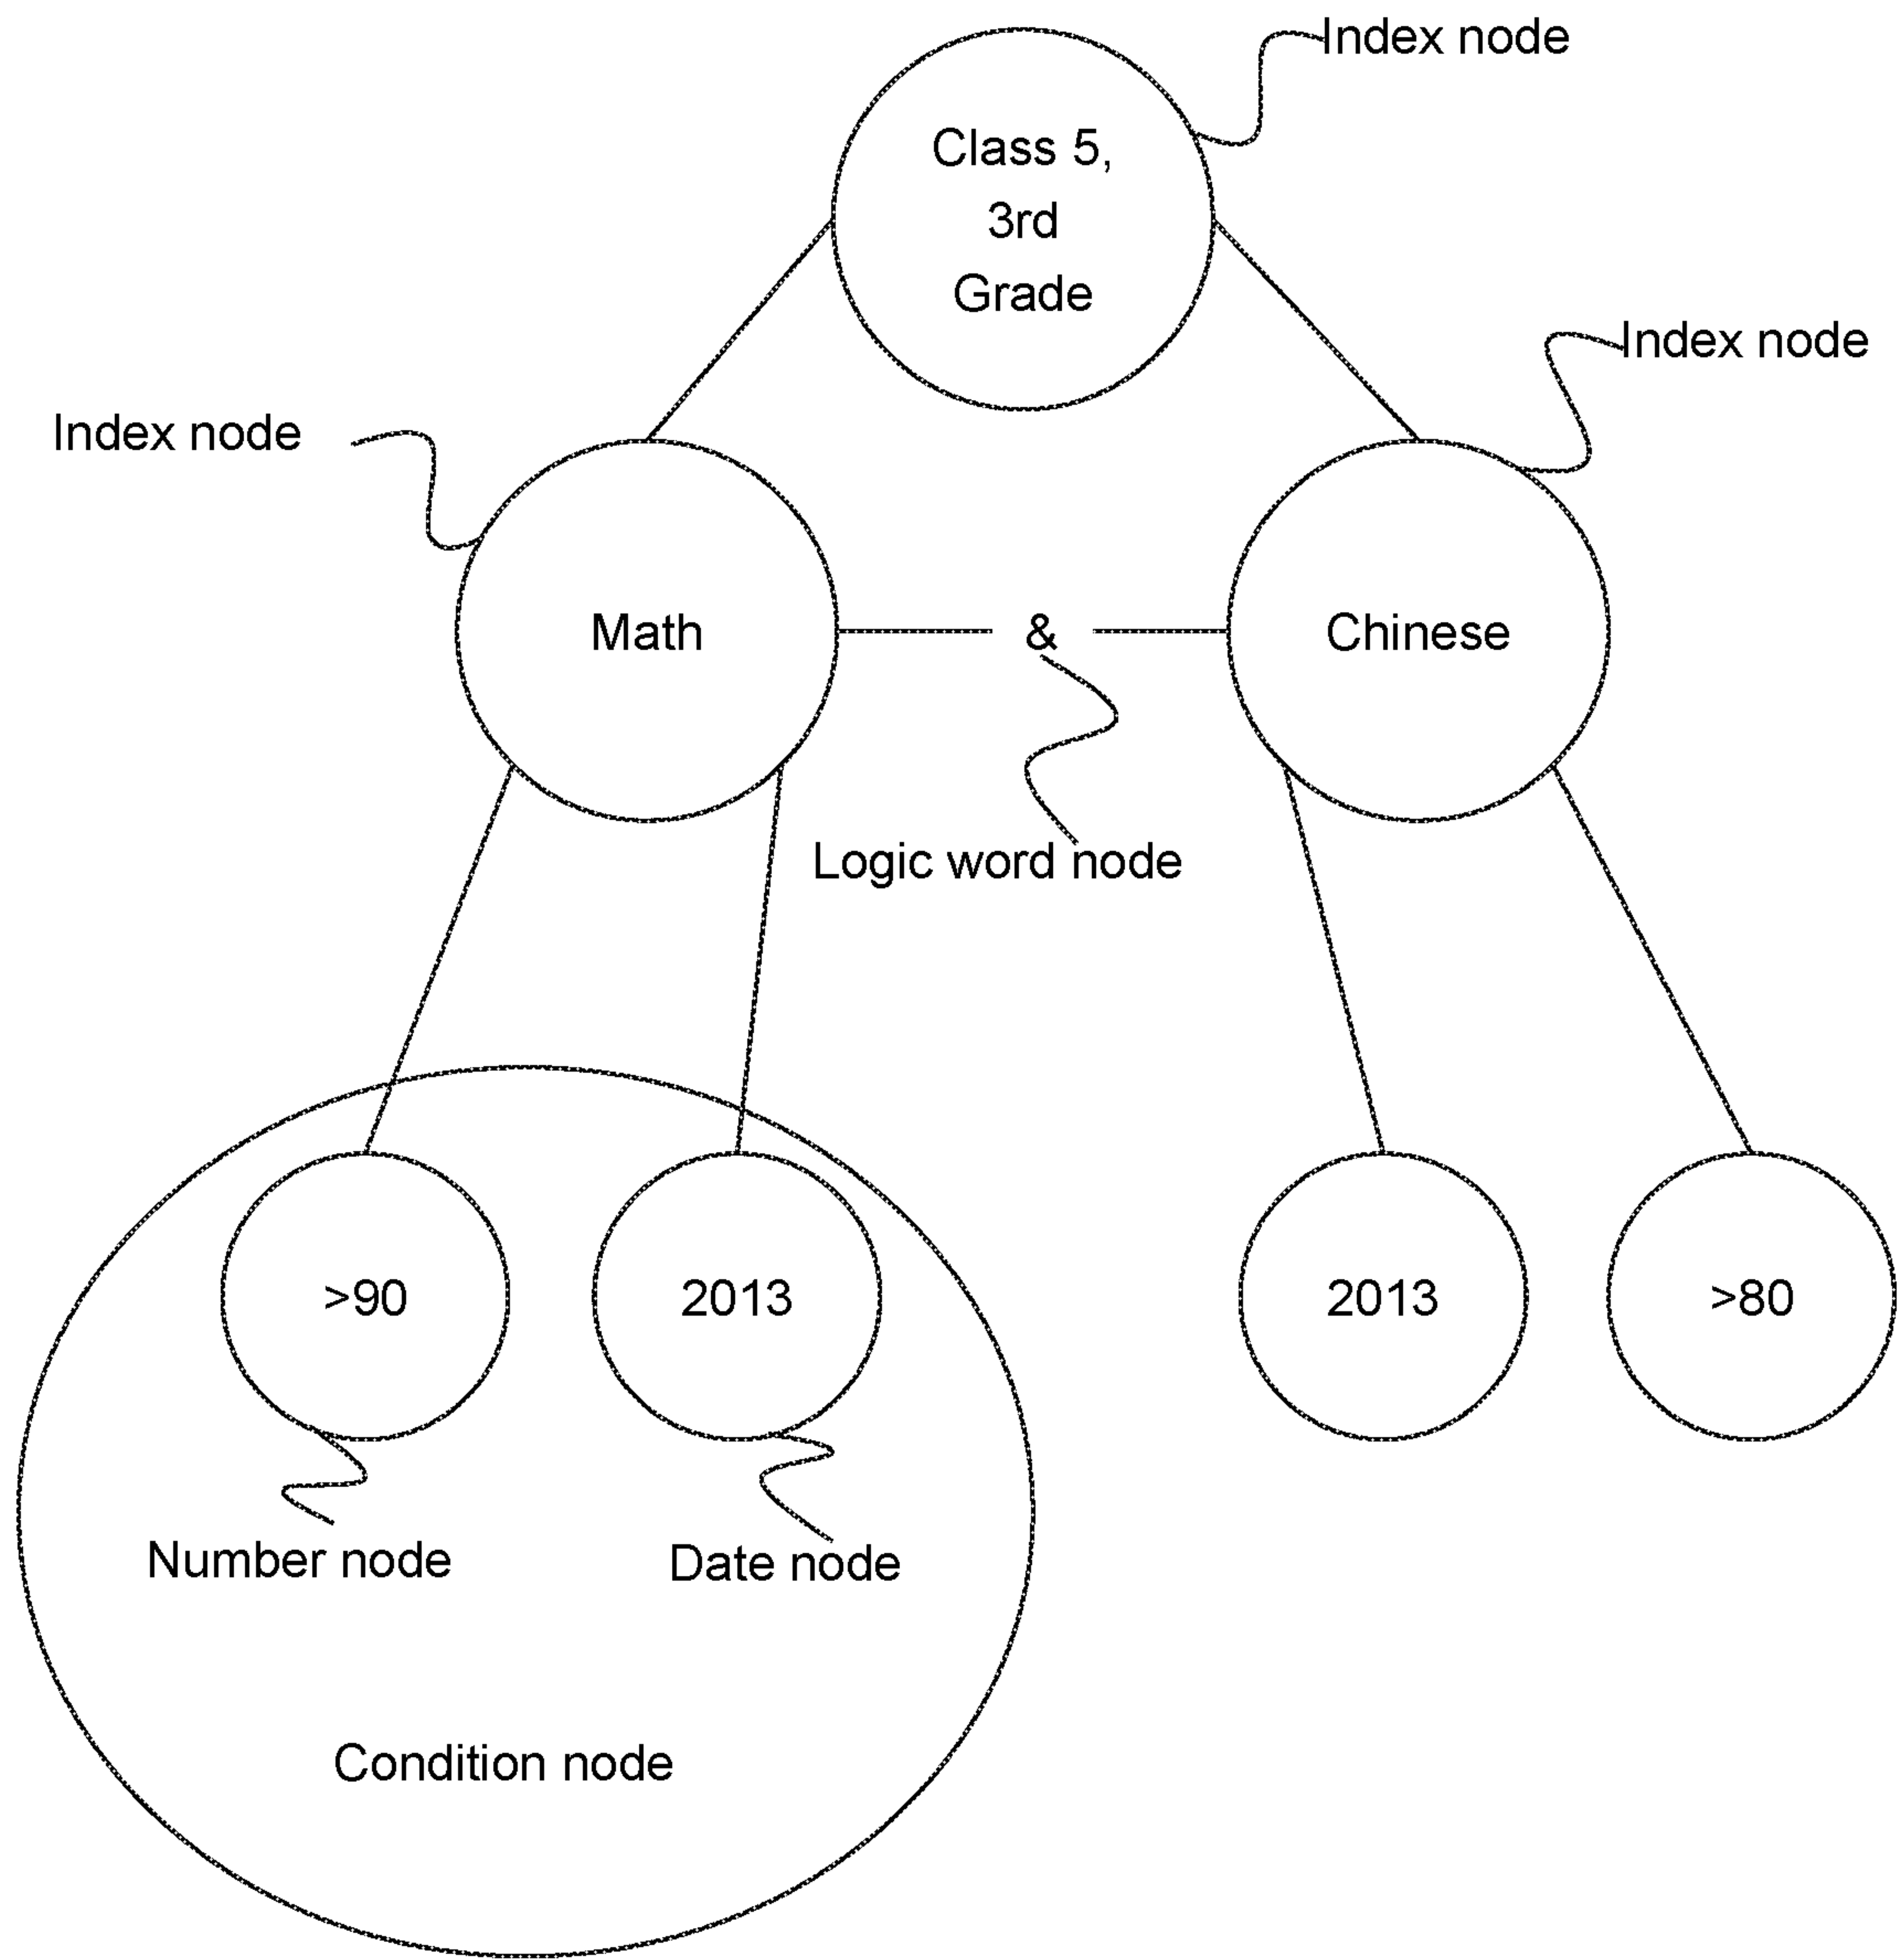 Index node
Class 5,
3rd
Grade
Index node
Index node
Math
&
Chinese
Logic word node
>90
2013
2013
>80
Number node
Date node
Condition node